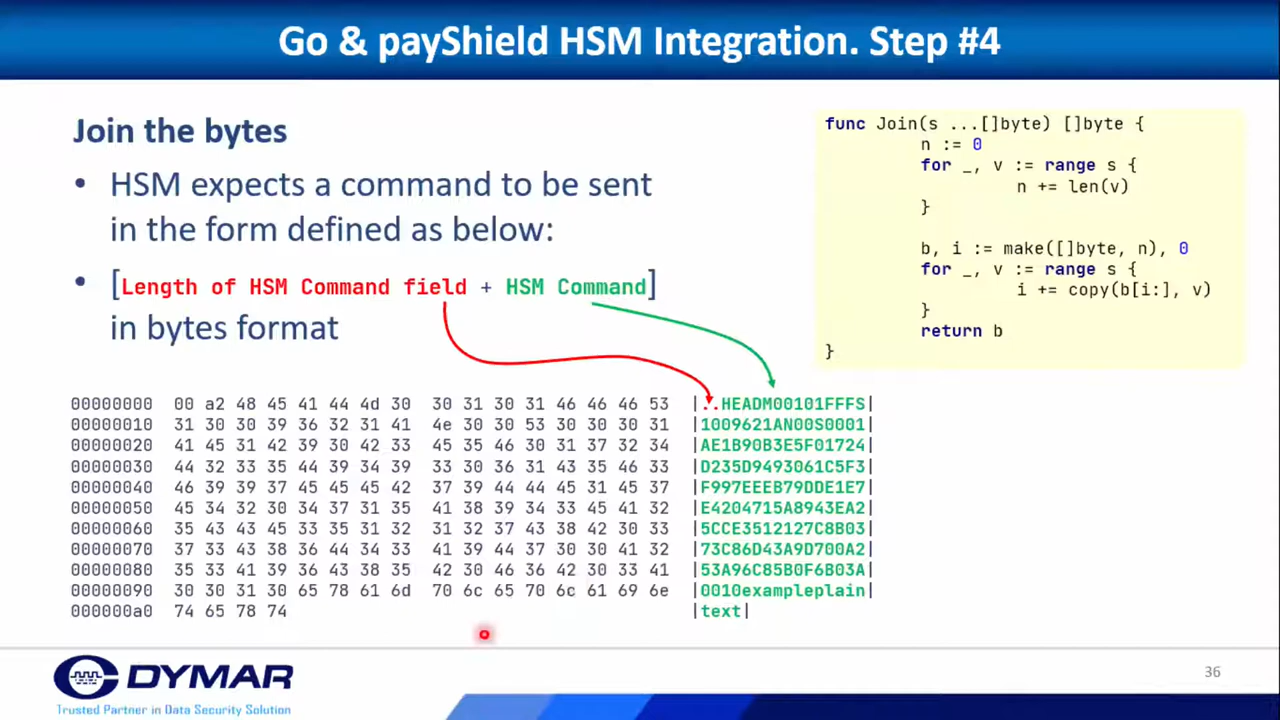 Go & payShield HSM Integration. Step #4
Join the bytes
• HSM expects a command to be sent
in the form defined as below:
• [Length of HSM Command field + HSM Command]
in bytes format
func Join(s ...[]byte) []byte {
n := 0
for _, v := range s {
n += len(v)
}
b, i := make([]byte, n), 0
for _, v := range s {
i += copy(b[i:], v)
}
return b
}
00000000 00 a2 48 45 41 44 4d 30 30 31 30 31 46 46 46 53 |..HEADM00101FFFS|
00000010 31 30 30 39 36 32 31 41 4e 30 30 53 30 30 30 31 |1009621AN00S0001|
00000020 41 45 31 42 39 30 42 33 45 35 46 30 31 37 32 34 |AE1B90B3E5F01724|
00000030 44 32 33 35 44 39 34 39 33 30 36 31 43 35 46 33 |D235D9493061C5F3|
00000040 46 39 39 37 45 45 45 42 37 39 44 44 45 31 45 37 |F997EEEB79DDE1E7|
00000050 45 34 32 30 34 37 31 35 41 38 39 34 33 45 41 32 |E4204715A8943EA2|
00000060 35 43 43 45 33 35 31 32 31 32 37 43 38 42 30 33 |5CCE3512127C8B03|
00000070 37 33 43 38 36 44 34 33 41 39 44 37 30 30 41 32 |73C86D43A9D700A2|
00000080 35 33 41 39 36 43 38 35 42 30 46 36 42 30 33 41 |53A96C85B0F6B03A|
00000090 30 30 31 30 65 78 61 6d 70 6c 65 70 6c 61 69 6e |0010exampleplain|
000000a0 74 65 78 74 |text|
DYMAR
Trusted Partner in Data Security Solution
36